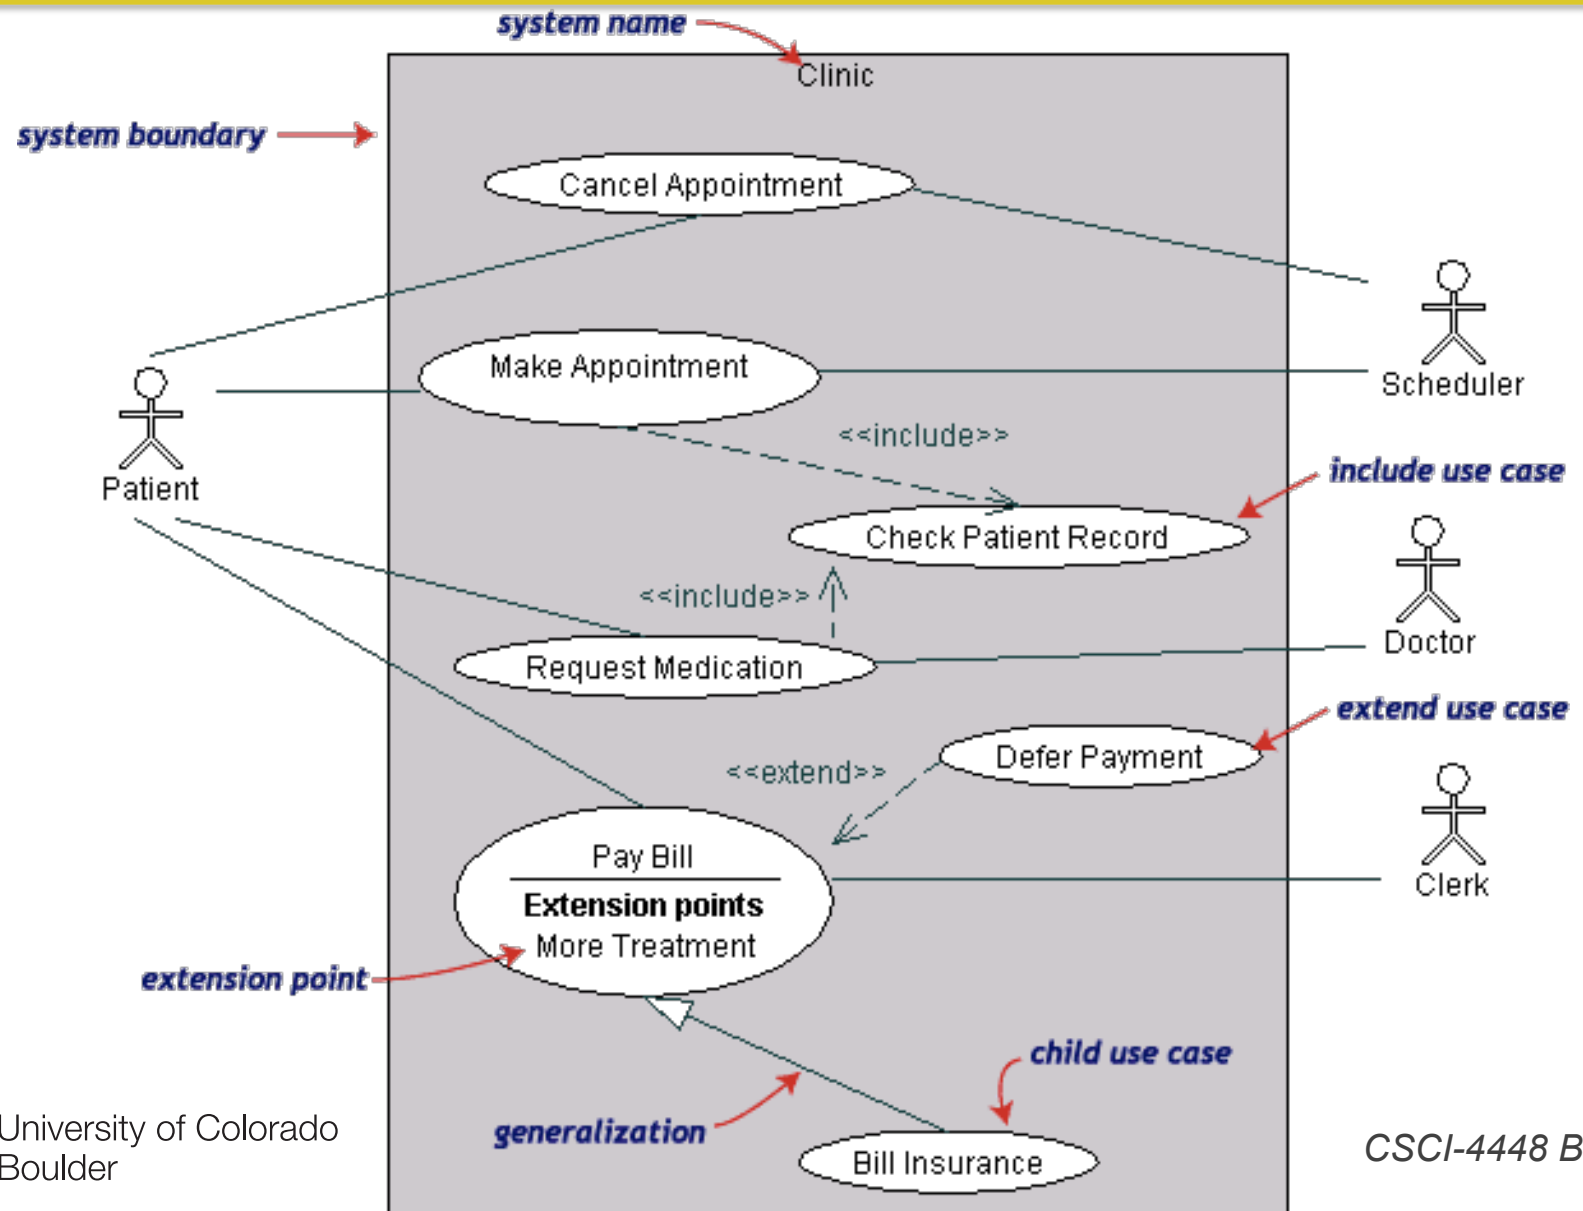 system name
Clinic
system boundary
Cancel Appointment
Make Appointment
Scheduler
<<include>>
include use case
Patient
Check Patient Record
<<include>>
Doctor
Request Medication
extend use case
Defer Payment
<<extend>>
Pay Bill
Clerk
Extension points
More Treatment
extension point
child use case
generalization
University of Colorado
Boulder
Bill Insurance
CSCI-4448 B